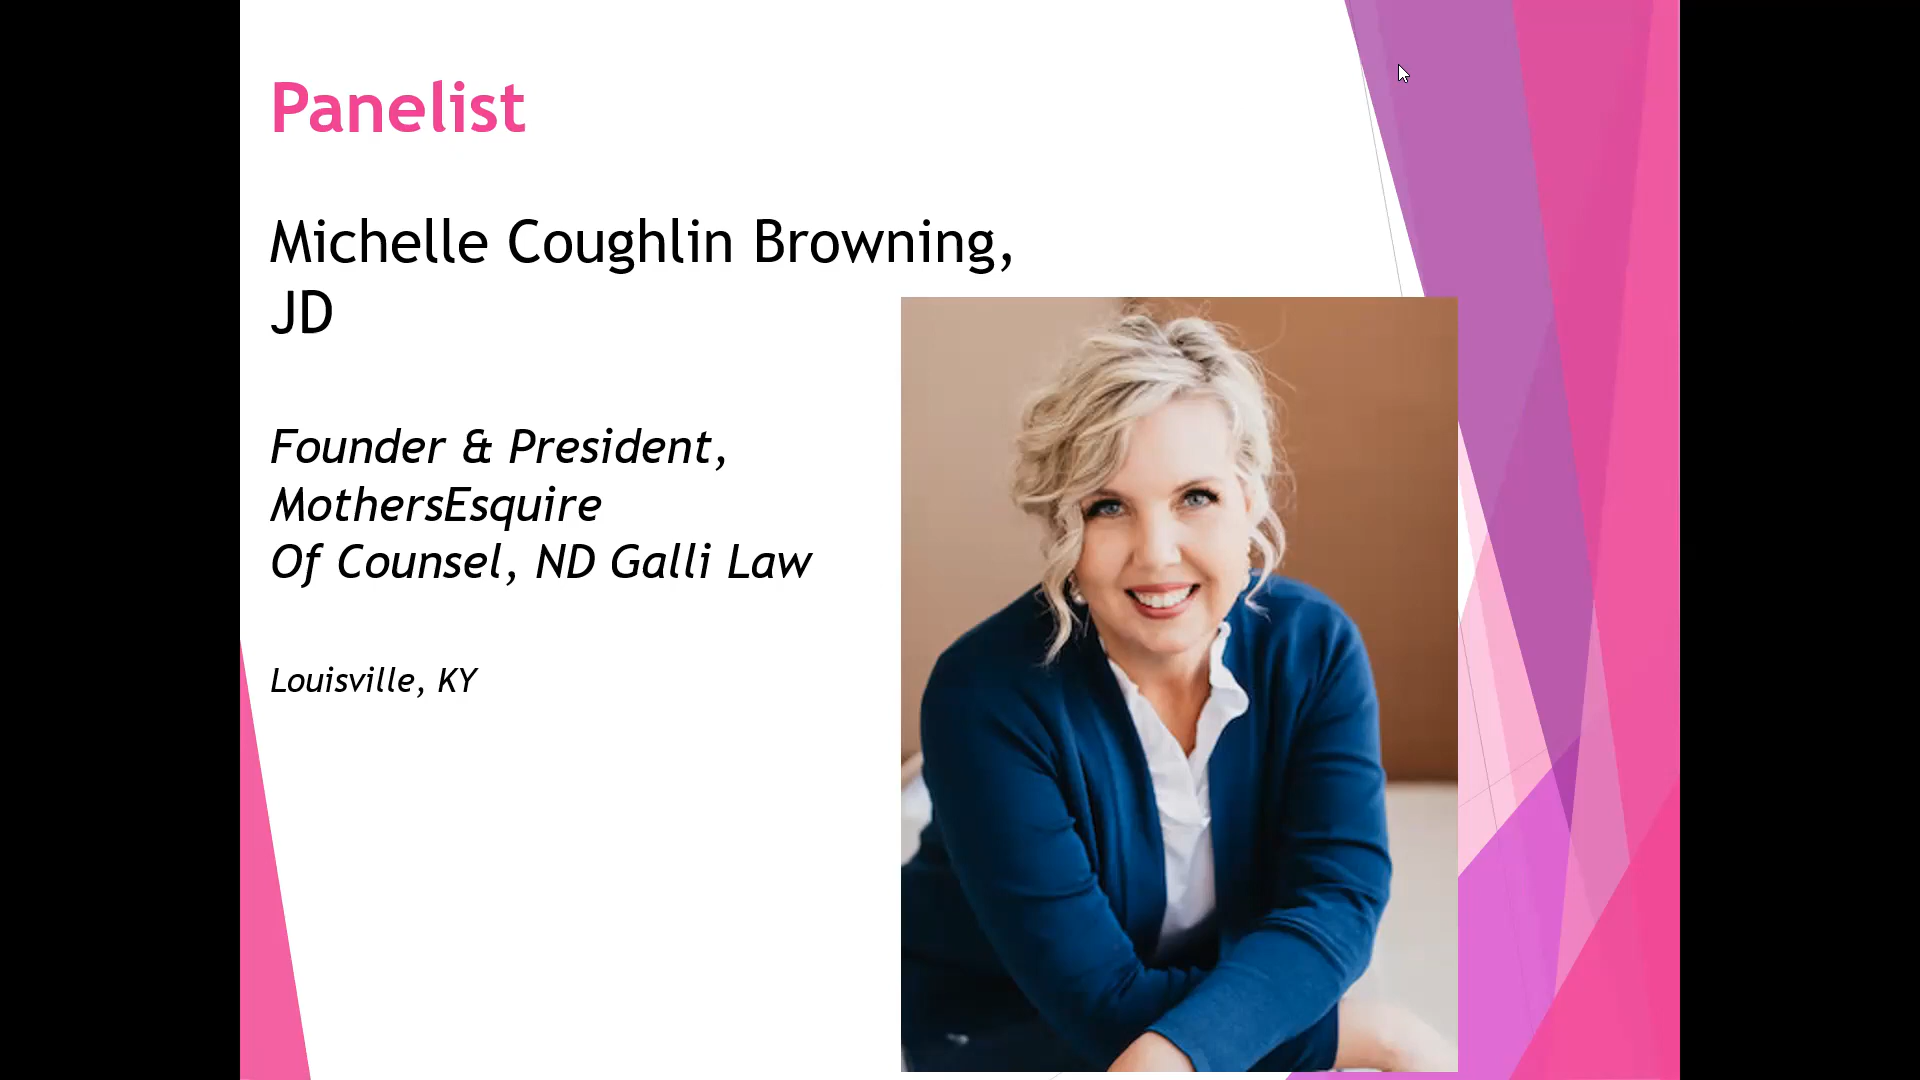 Panelist
Michelle Coughlin Browning,
JD
Founder & President,
MothersEsquire
Of Counsel, ND Galli Law
Louisville, KY